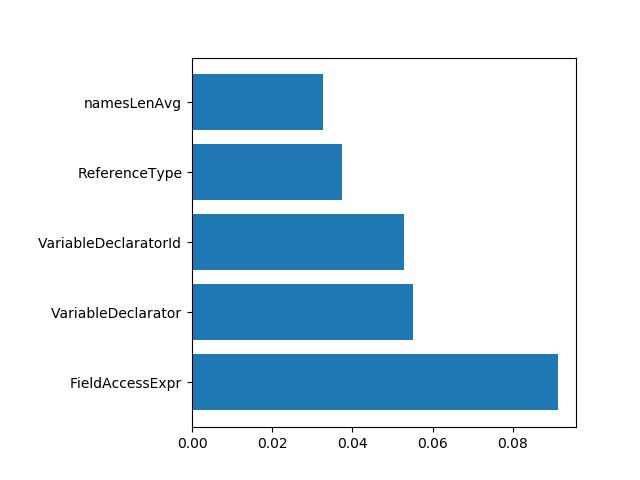 namesLenAvg
ReferenceType
VariableDeclaratorId
VariableDeclarator
FieldAccessExpr
0.00 0.02 0.04 0.06 0.08